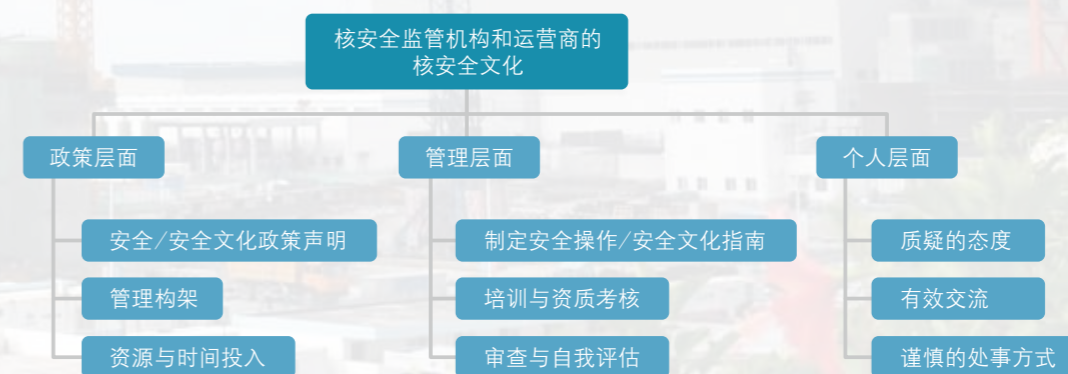 核安全监管机构和运营商的
核安全文化
政策层面
管理层面
个人层面
安全/安全文化政策声明
制定安全操作/安全文化指南
质疑的态度
管理构架
培训与资质考核
有效交流
资源与时间投入
审查与自我评估
谨慎的处事方式